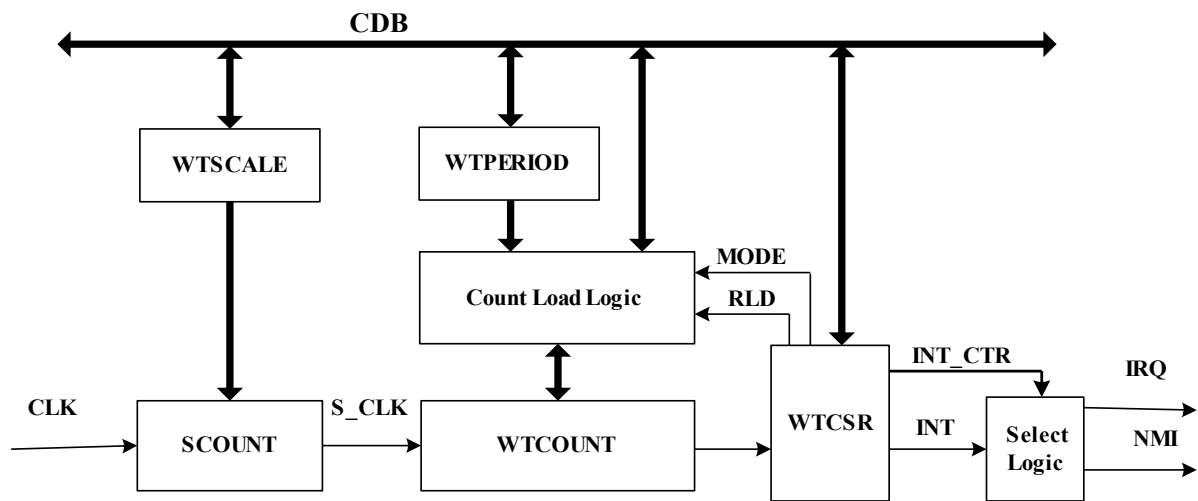 CDB
WTSCALE
WTPERIOD
MODE
Count Load Logic
RLD
INT_CTR
IRQ
CLK
S_CLK
SCOUNT
WTCOUNT
WTCSR
INT
Select
Logic
NMI